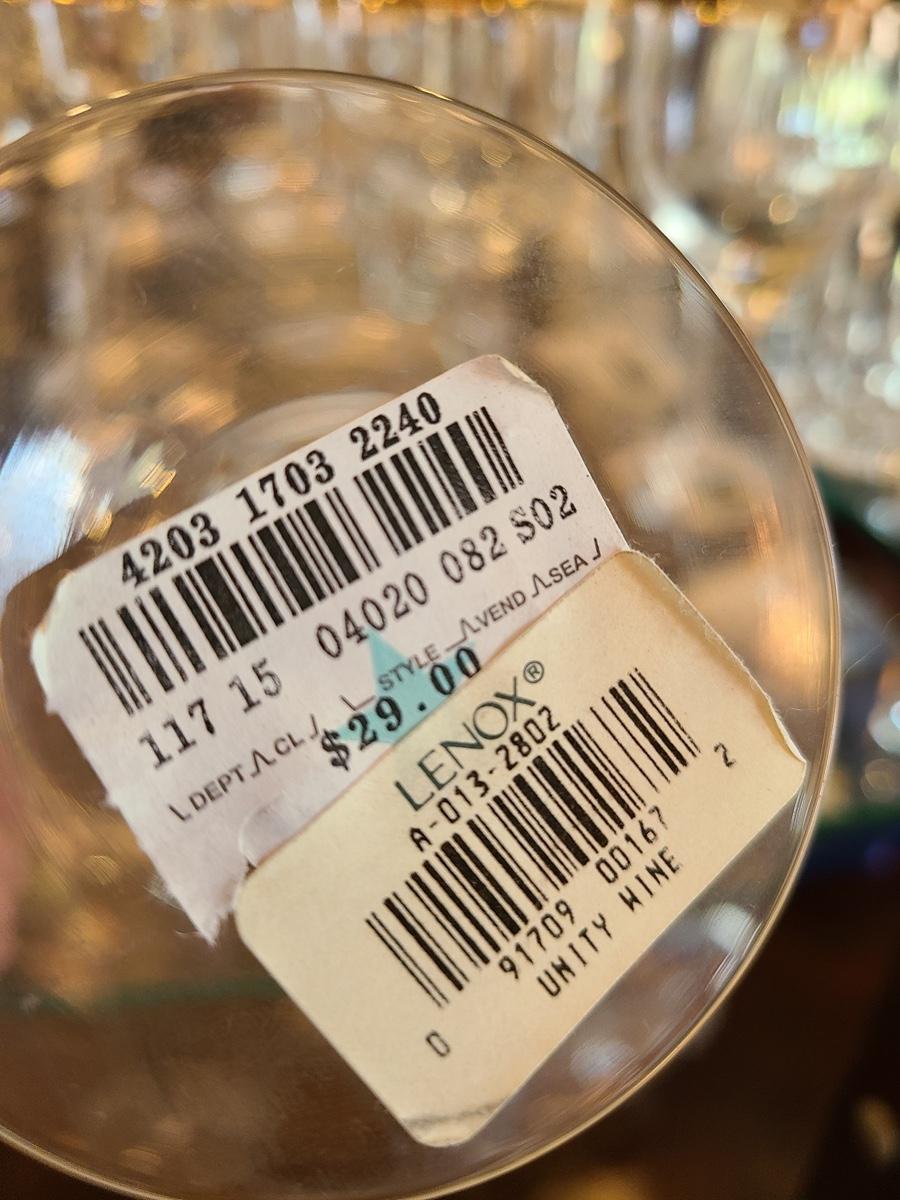 4203 1703 2240
117 15 04020 082 S02
DEPT CL STYLE VEND SEA
$29.00
LENOX®
A-013-2802
0 91709 00167 2
UNITY WINE